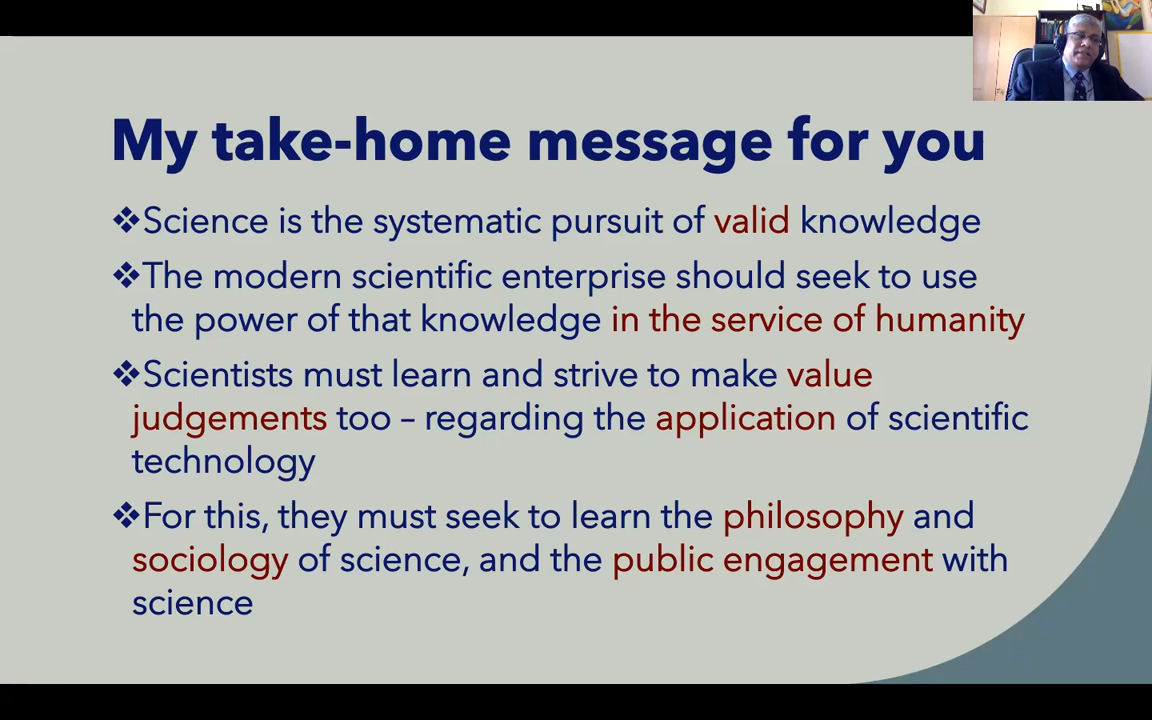 My take-home message for you
❖Science is the systematic pursuit of valid knowledge
❖The modern scientific enterprise should seek to use
the power of that knowledge in the service of humanity
❖Scientists must learn and strive to make value
judgements too – regarding the application of scientific
technology
❖For this, they must seek to learn the philosophy and
sociology of science, and the public engagement with
science